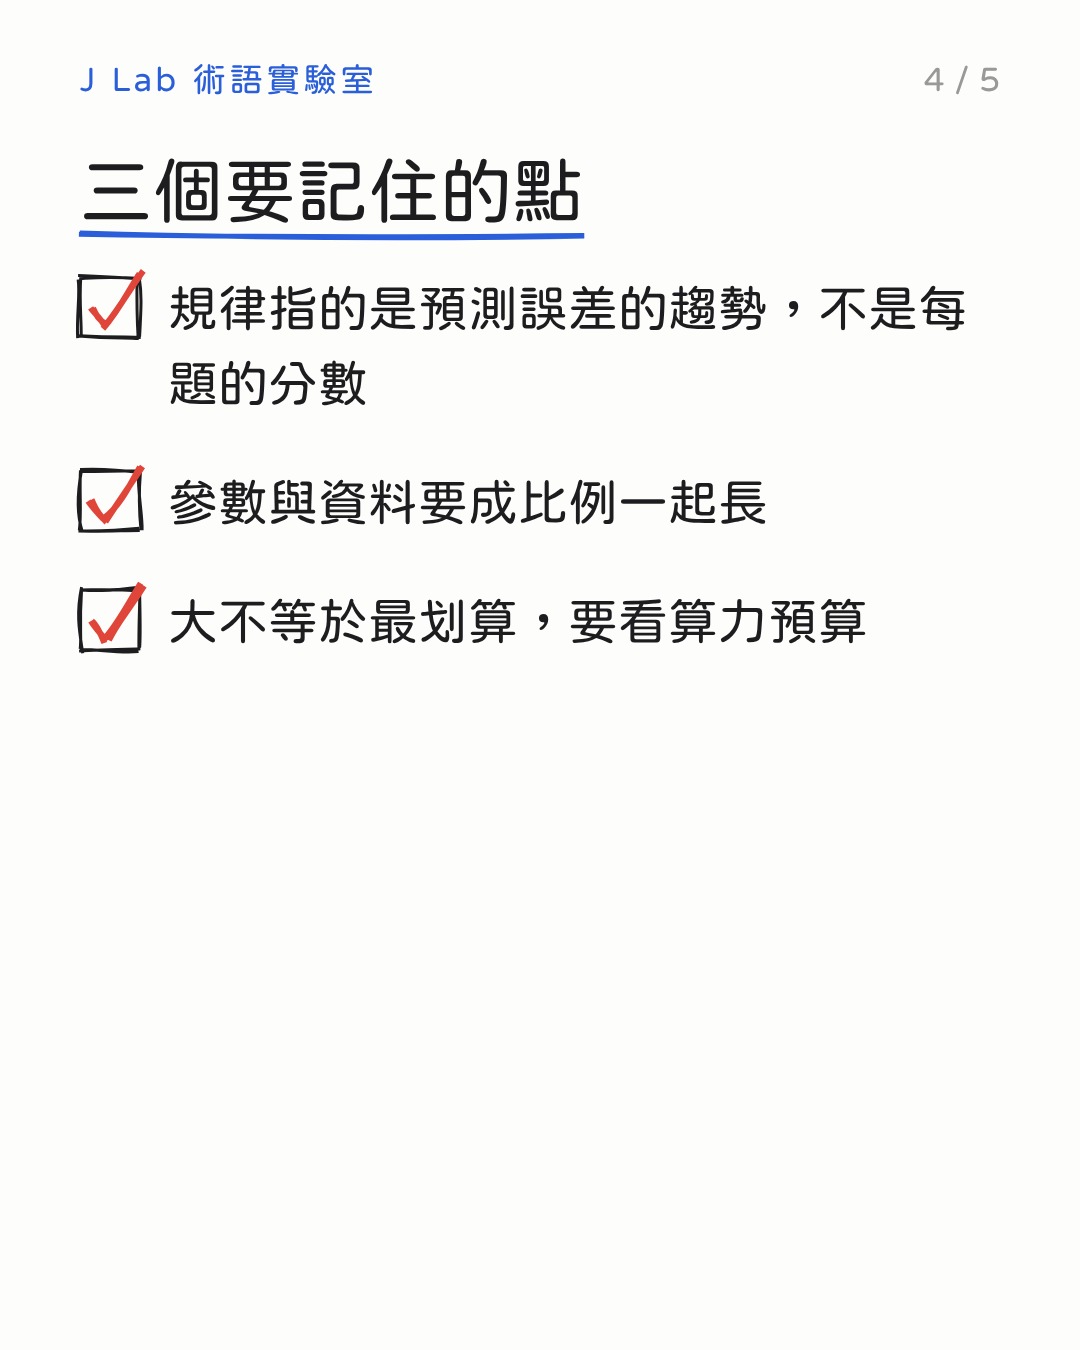 J Lab 術語實驗室
4 / 5
三個要記住的點
規律指的是預測誤差的趨勢，不是每
題的分數
參數與資料要成比例一起長
大不等於最划算，要看算力預算